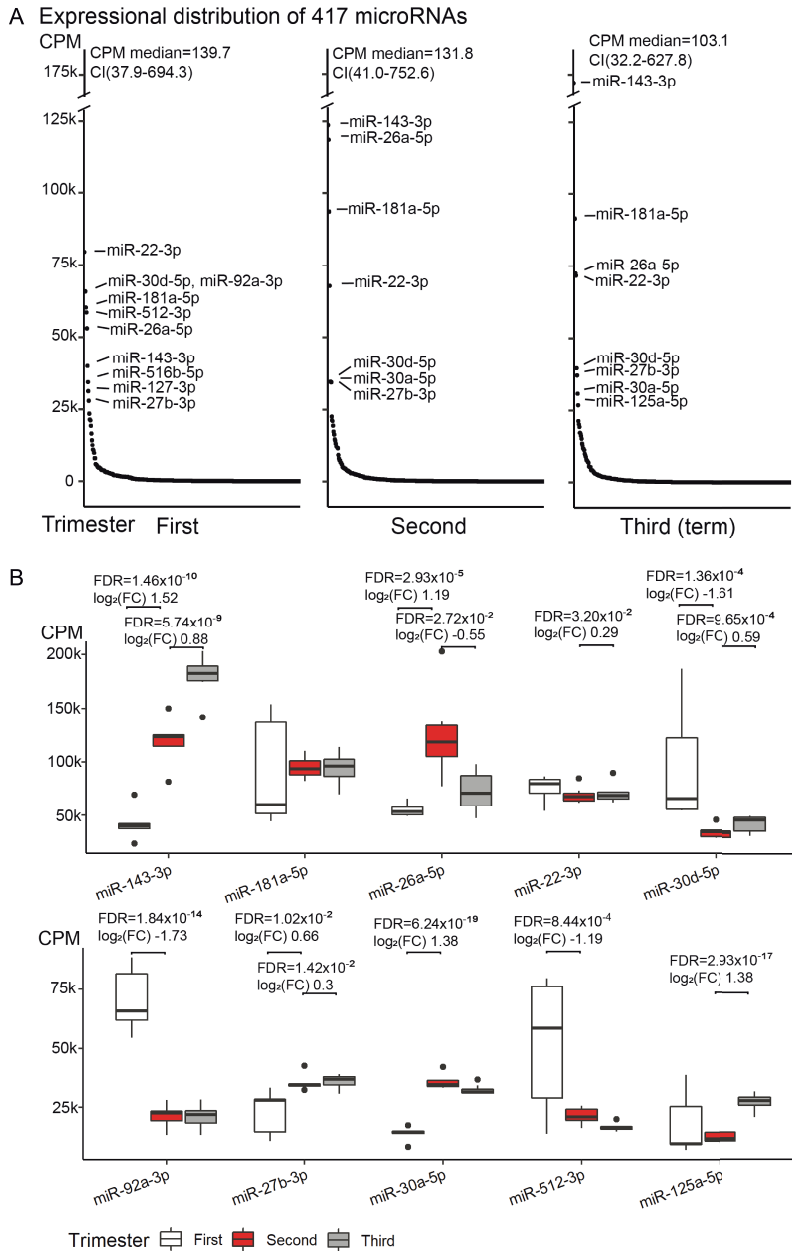 A Expressional distribution of 417 microRNAs
CPM
CPM median=139.7
CI(37.9-694.3)
175k
125k
100k
75k
50k
25k
0
miR-22-3p
miR-30d-5p, miR-92a-3p
miR-181a-5p
miR-512-3p
miR-26a-5p
miR-143-3p
miR-516b-5p
miR-127-3p
miR-27b-3p
CPM median=131.8
CI(41.0-752.6)
miR-143-3p
miR-26a-5p
miR-181a-5p
miR-22-3p
miR-30d-5p
miR-30a-5p
miR-27b-3p
CPM median=103.1
CI(32.2-627.8)
miR-143-3p
miR-181a-5p
miR-26a-5p
miR-22-3p
miR-30d-5p
miR-27b-3p
miR-30a-5p
miR-125a-5p
Trimester First Second Third (term)
B
FDR=1.46x10⁻¹⁰
log₂(FC) 1.52
FDR=5.74x10⁻⁹
log₂(FC) 0.88
FDR=2.93x10⁻⁵
log₂(FC) 1.19
FDR=2.72x10⁻²
log₂(FC) -0.55
FDR=3.20x10⁻²
log₂(FC) 0.29
FDR=1.36x10⁻⁴
log₂(FC) -1.31
FDR=9.65x10⁻⁴
log₂(FC) 0.59
CPM
200k
150k
100k
50k
miR-143-3p miR-181a-5p miR-26a-5p miR-22-3p miR-30d-5p
FDR=1.84x10⁻¹⁴
log₂(FC) -1.73
FDR=1.02x10⁻²
log₂(FC) 0.66
FDR=1.42x10⁻²
log₂(FC) 0.3
FDR=6.24x10⁻¹⁹
log₂(FC) 1.38
FDR=8.44x10⁻⁴
log₂(FC) -1.19
FDR=2.93x10⁻¹⁷
log₂(FC) 1.38
CPM
75k
50k
25k
miR-92a-3p miR-27b-3p miR-30a-5p miR-512-3p miR-125a-5p
Trimester First Second Third